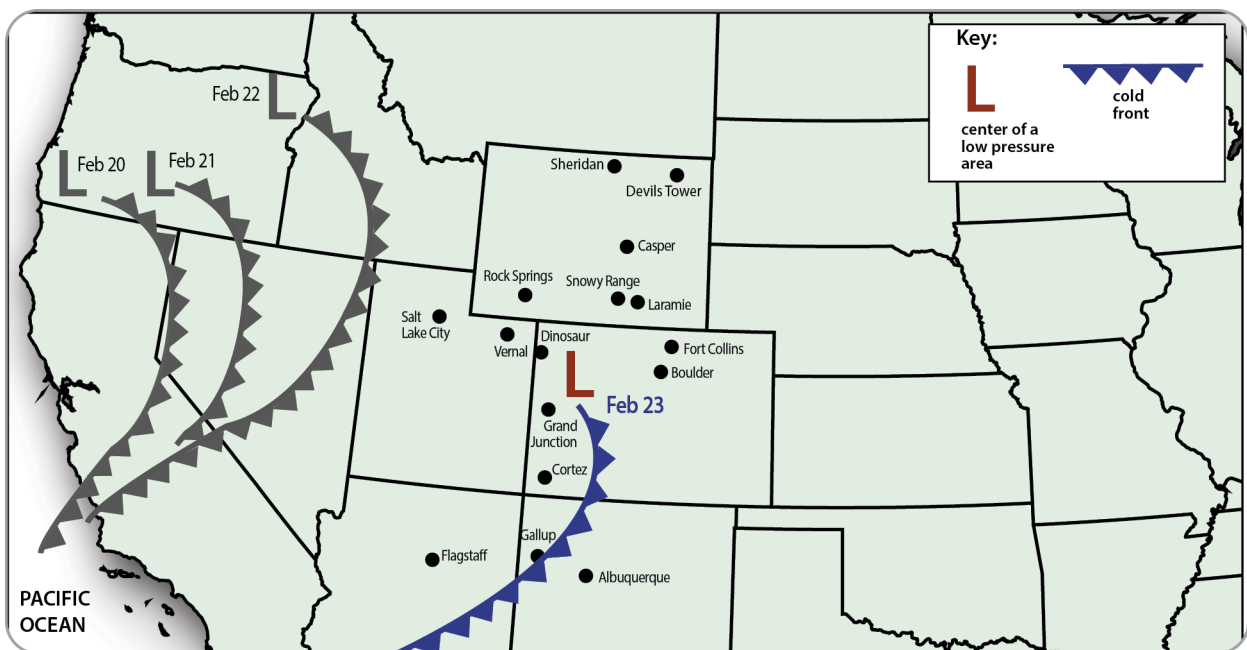 Key:
L
cold
front
center of a
low pressure
area
Feb 22
L
L
Feb 20
L
Feb 21
Sheridan
Devils Tower
Casper
Rock Springs
Snowy Range
Laramie
Salt
Lake City
Vernal
Dinosaur
Fort Collins
Boulder
L
Feb 23
Grand
Junction
Cortez
Gallup
Flagstaff
Albuquerque
PACIFIC
OCEAN